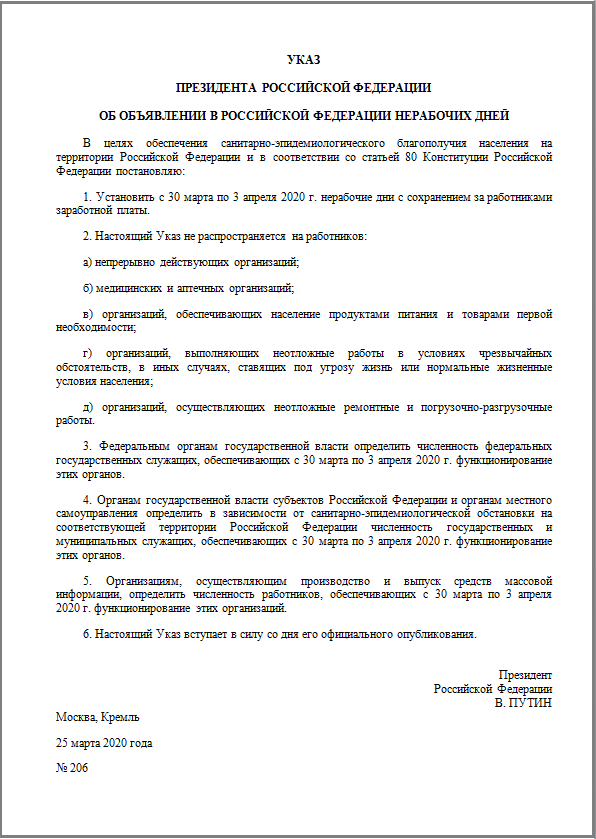 УКАЗ
ПРЕЗИДЕНТА РОССИЙСКОЙ ФЕДЕРАЦИИ
ОБ ОБЪЯВЛЕНИИ В РОССИЙСКОЙ ФЕДЕРАЦИИ НЕРАБОЧИХ ДНЕЙ
В целях обеспечения санитарно-эпидемиологического благополучия населения на
территории Российской Федерации и в соответствии со статьей 80 Конституции Российской
Федерации постановляю:
1. Установить с 30 марта по 3 апреля 2020 г. нерабочие дни с сохранением за работниками
заработной платы.
2. Настоящий Указ не распространяется на работников:
а) непрерывно действующих организаций;
б) медицинских и аптечных организаций;
в) организаций, обеспечивающих население продуктами питания и товарами первой
необходимости;
г) организаций, выполняющих неотложные работы в условиях чрезвычайных
обстоятельств, в иных случаях, ставящих под угрозу жизнь или нормальные жизненные
условия населения;
д) организаций, осуществляющих неотложные ремонтные и погрузочно-разгрузочные
работы.
3. Федеральным органам государственной власти определить численность федеральных
государственных служащих, обеспечивающих с 30 марта по 3 апреля 2020 г. функционирование
этих органов.
4. Органам государственной власти субъектов Российской Федерации и органам местного
самоуправления определить в зависимости от санитарно-эпидемиологической обстановки на
соответствующей территории Российской Федерации численность государственных и
муниципальных служащих, обеспечивающих с 30 марта по 3 апреля 2020 г. функционирование
этих органов.
5. Организациям, осуществляющим производство и выпуск средств массовой
информации, определить численность работников, обеспечивающих с 30 марта по 3 апреля
2020 г. функционирование этих организаций.
6. Настоящий Указ вступает в силу со дня его официального опубликования.
Президент
Российской Федерации
В. ПУТИН
Москва, Кремль
25 марта 2020 года
№ 206